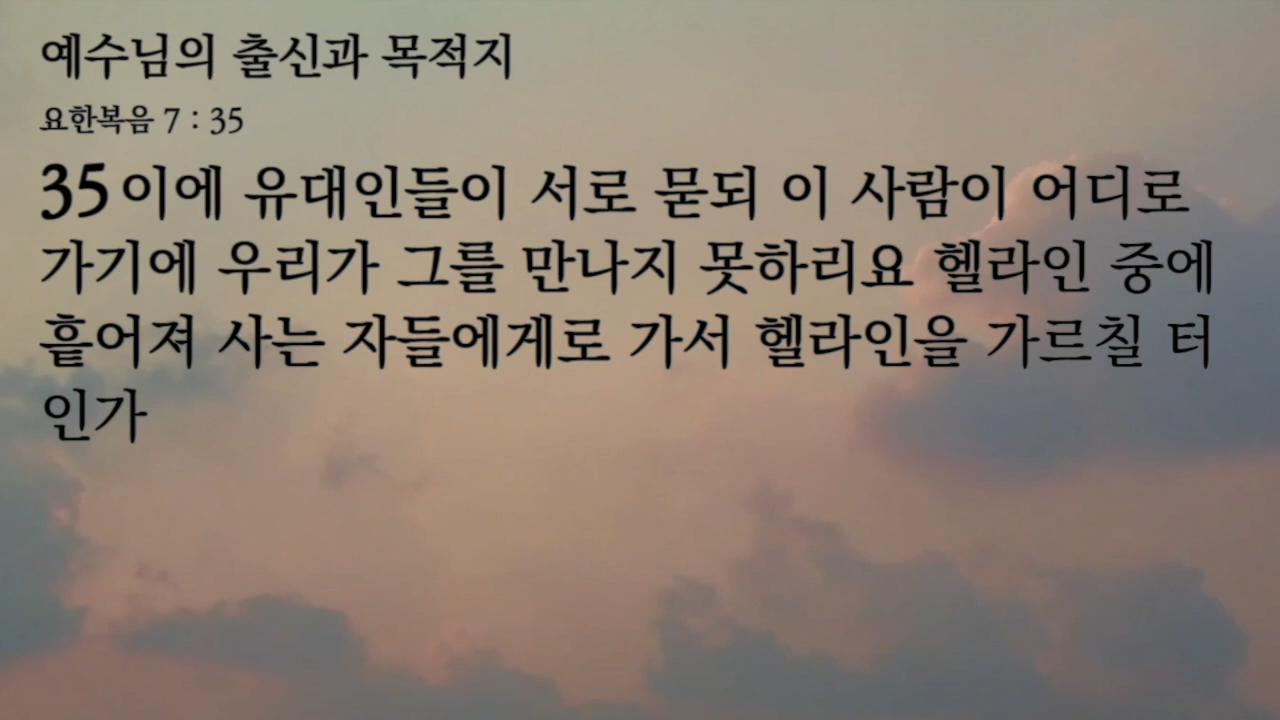 예수님의 출신과 목적지
요한복음 7 : 35
35 이에 유대인들이 서로 묻되 이 사람이 어디로
가기에 우리가 그를 만나지 못하리요 헬라인 중에
흩어져 사는 자들에게로 가서 헬라인을 가르칠 터
인가